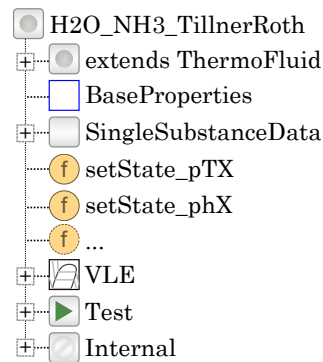 H2O_NH3_TillnerRoth
extends ThermoFluid
BaseProperties
SingleSubstanceData
f setState_pTX
f setState_phX
f ...
VLE
Test
Internal